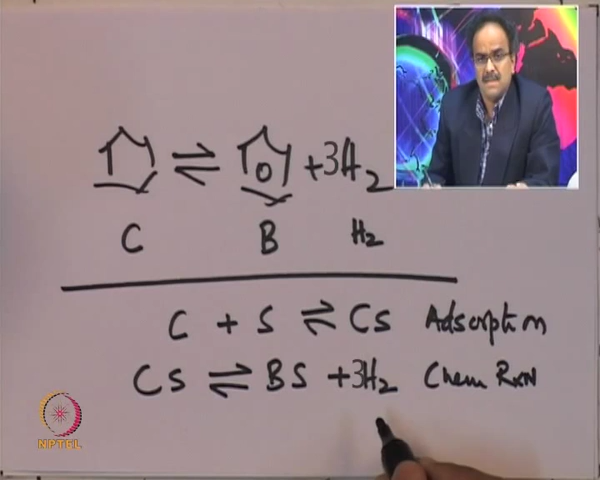 ⇌ + 3H₂
C B H₂
C + S ⇌ CS Adsorption
CS ⇌ BS + 3H₂ Chem Rxn
NPTEL